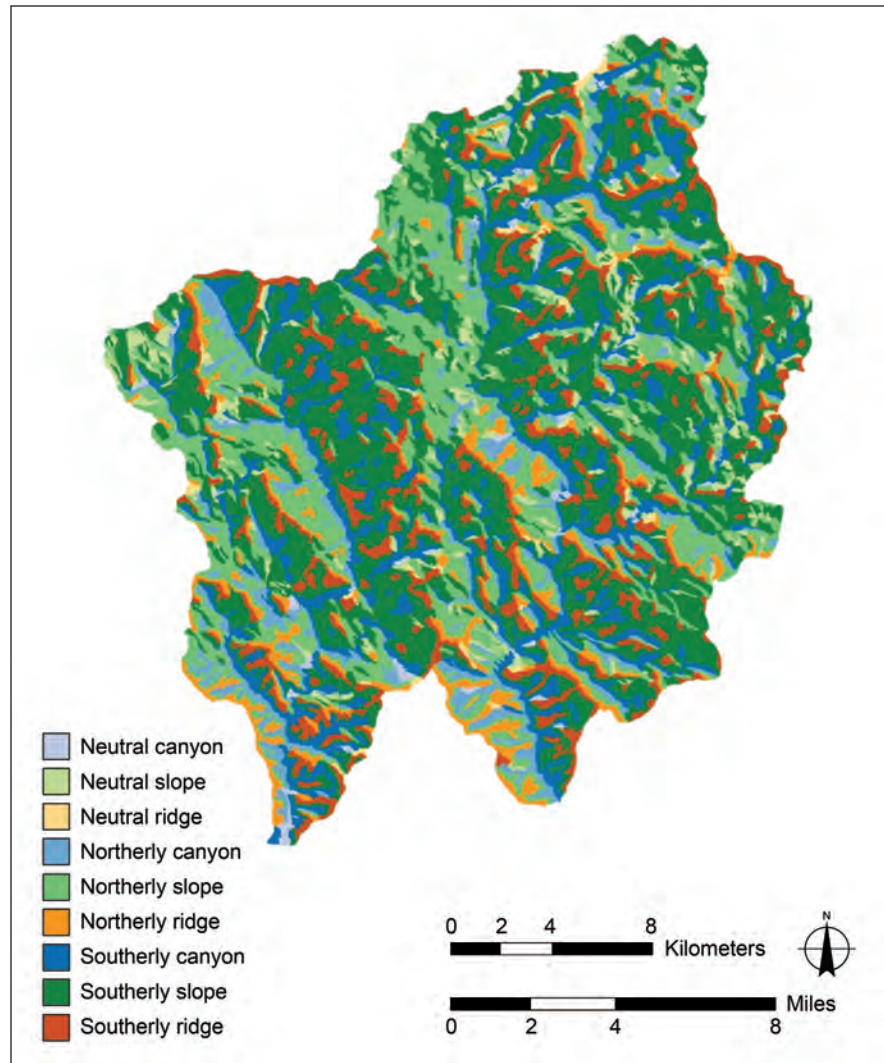 Neutral canyon
Neutral slope
Neutral ridge
Northerly canyon
Northerly slope
Northerly ridge
Southerly canyon
Southerly slope
Southerly ridge
0 2 4 8
Kilometers
N
Miles
0 2 4 8